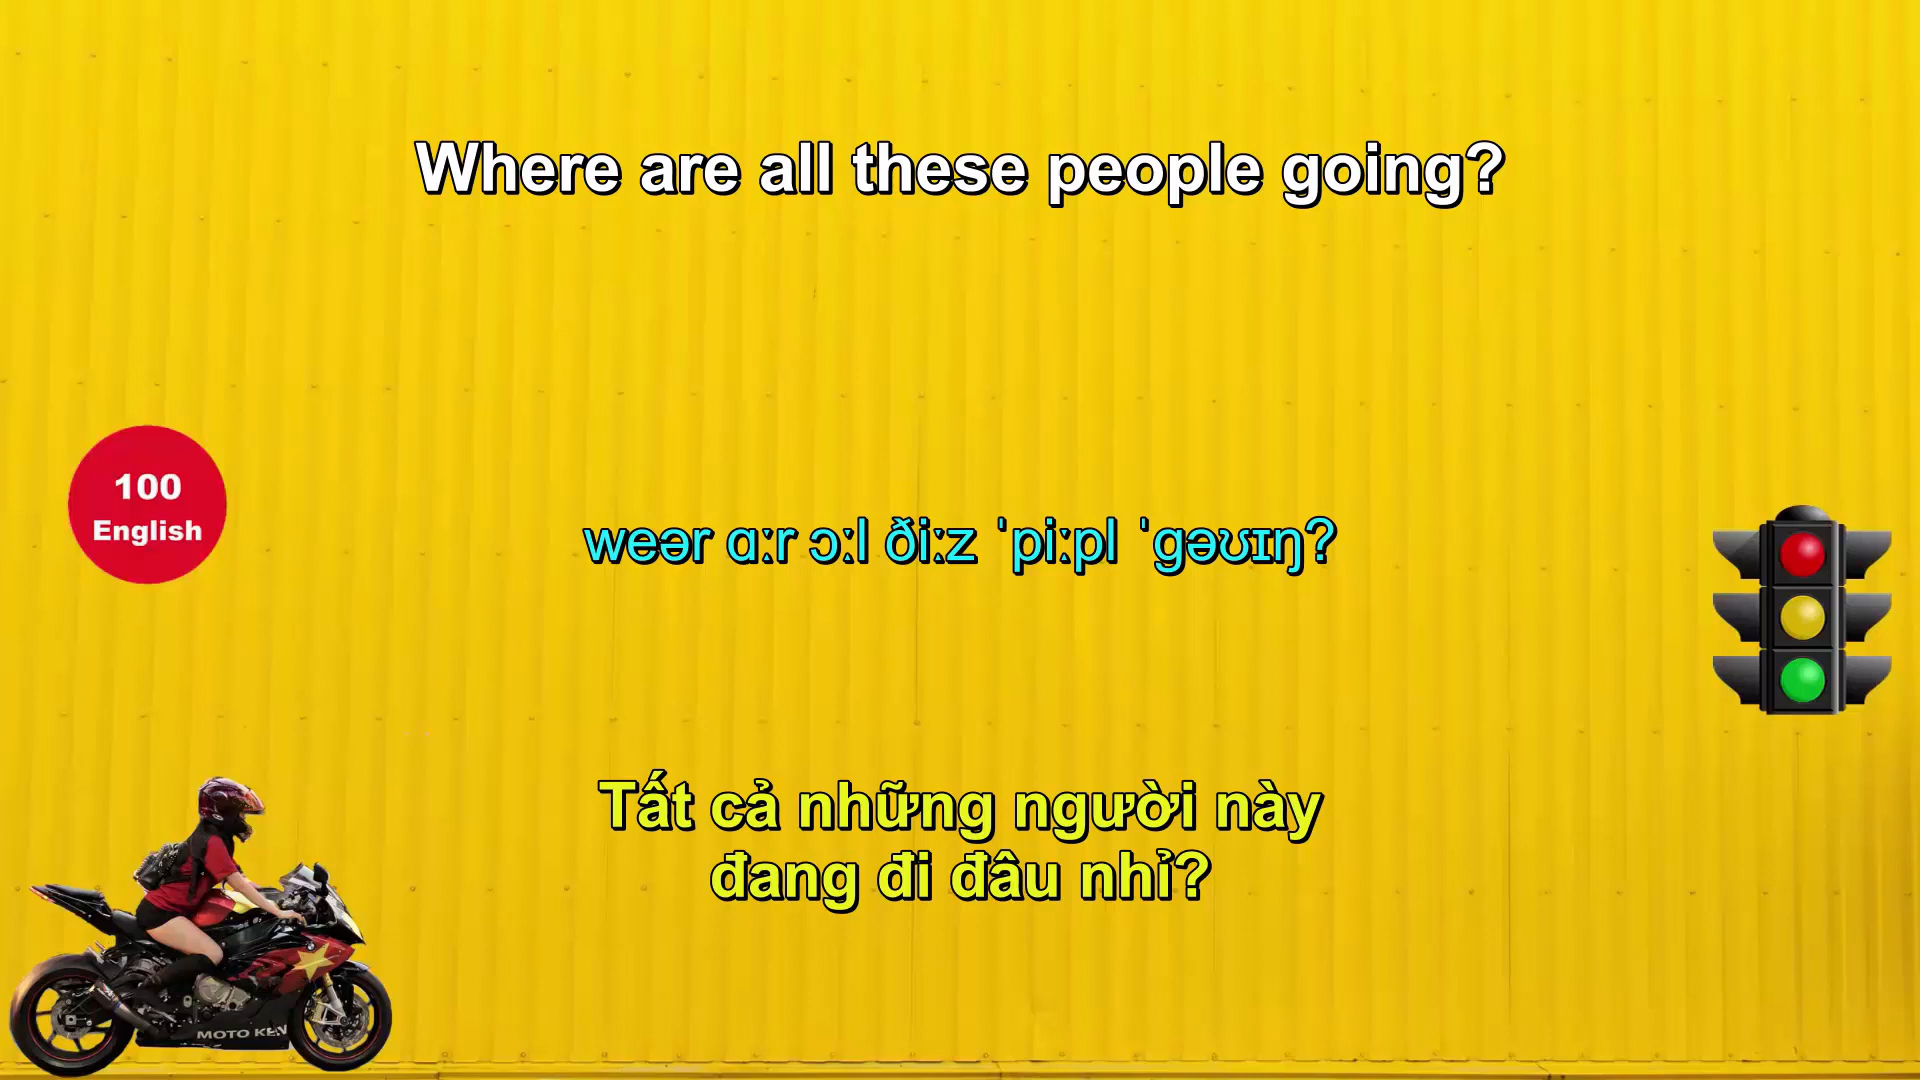 Where are all these people going?
100
English
weər ɑːr ɔːl ðiːz ˈpiːpl ˈgəʊɪŋ?
Tất cả những người này
đang đi đâu nhỉ?
MOTO KEN